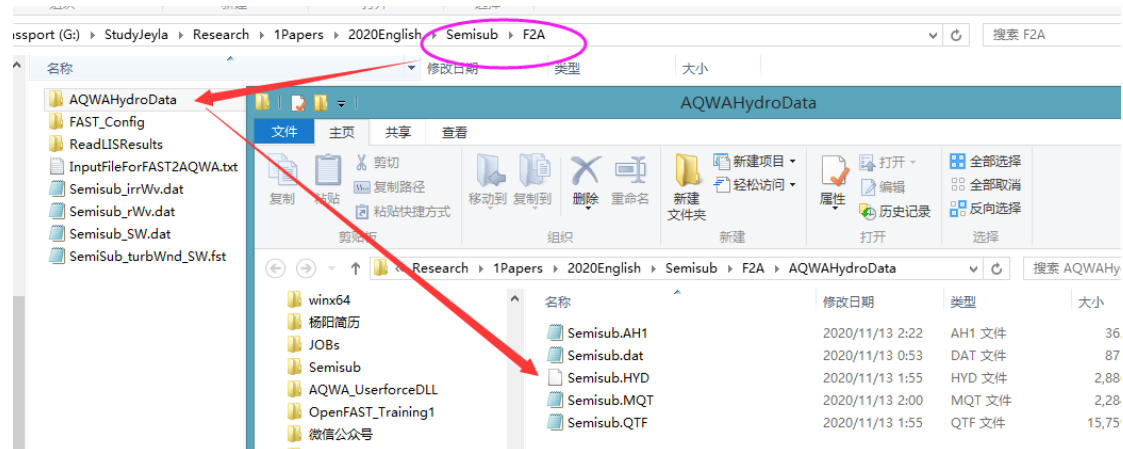 ssport (G:) › StudyJeyla › Research › 1Papers › 2020English › Semisub › F2A
搜索 F2A
名称 修改日期 类型 大小
AQWAHydroData
FAST_Config
ReadLISResults
InputFileForFAST2AQWA.txt
Semisub_irrWv.dat
Semisub_rWv.dat
Semisub_SW.dat
SemiSub_turbWnd_SW.fst
AQWAHydroData
文件 主页 共享 查看
复制 粘贴
剪切
复制路径
粘贴快捷方式
移动到 复制到 删除 重命名
新建
文件夹
新建项目
轻松访问
属性
打开
编辑
历史记录
全部选择
全部取消
反向选择
剪贴板 组织 新建 打开 选择
« Research › 1Papers › 2020English › Semisub › F2A › AQWAHydroData
搜索 AQWAHy
winx64
杨阳简历
JOBs
Semisub
AQWA_UserforceDLL
OpenFAST_Training1
微信公众号
名称 修改日期 类型 大小
Semisub.AH1 2020/11/13 2:22 AH1 文件 36
Semisub.dat 2020/11/13 0:53 DAT 文件 87
Semisub.HYD 2020/11/13 1:55 HYD 文件 2,88
Semisub.MQT 2020/11/13 2:00 MQT 文件 2,28
Semisub.QTF 2020/11/13 1:55 QTF 文件 15,75